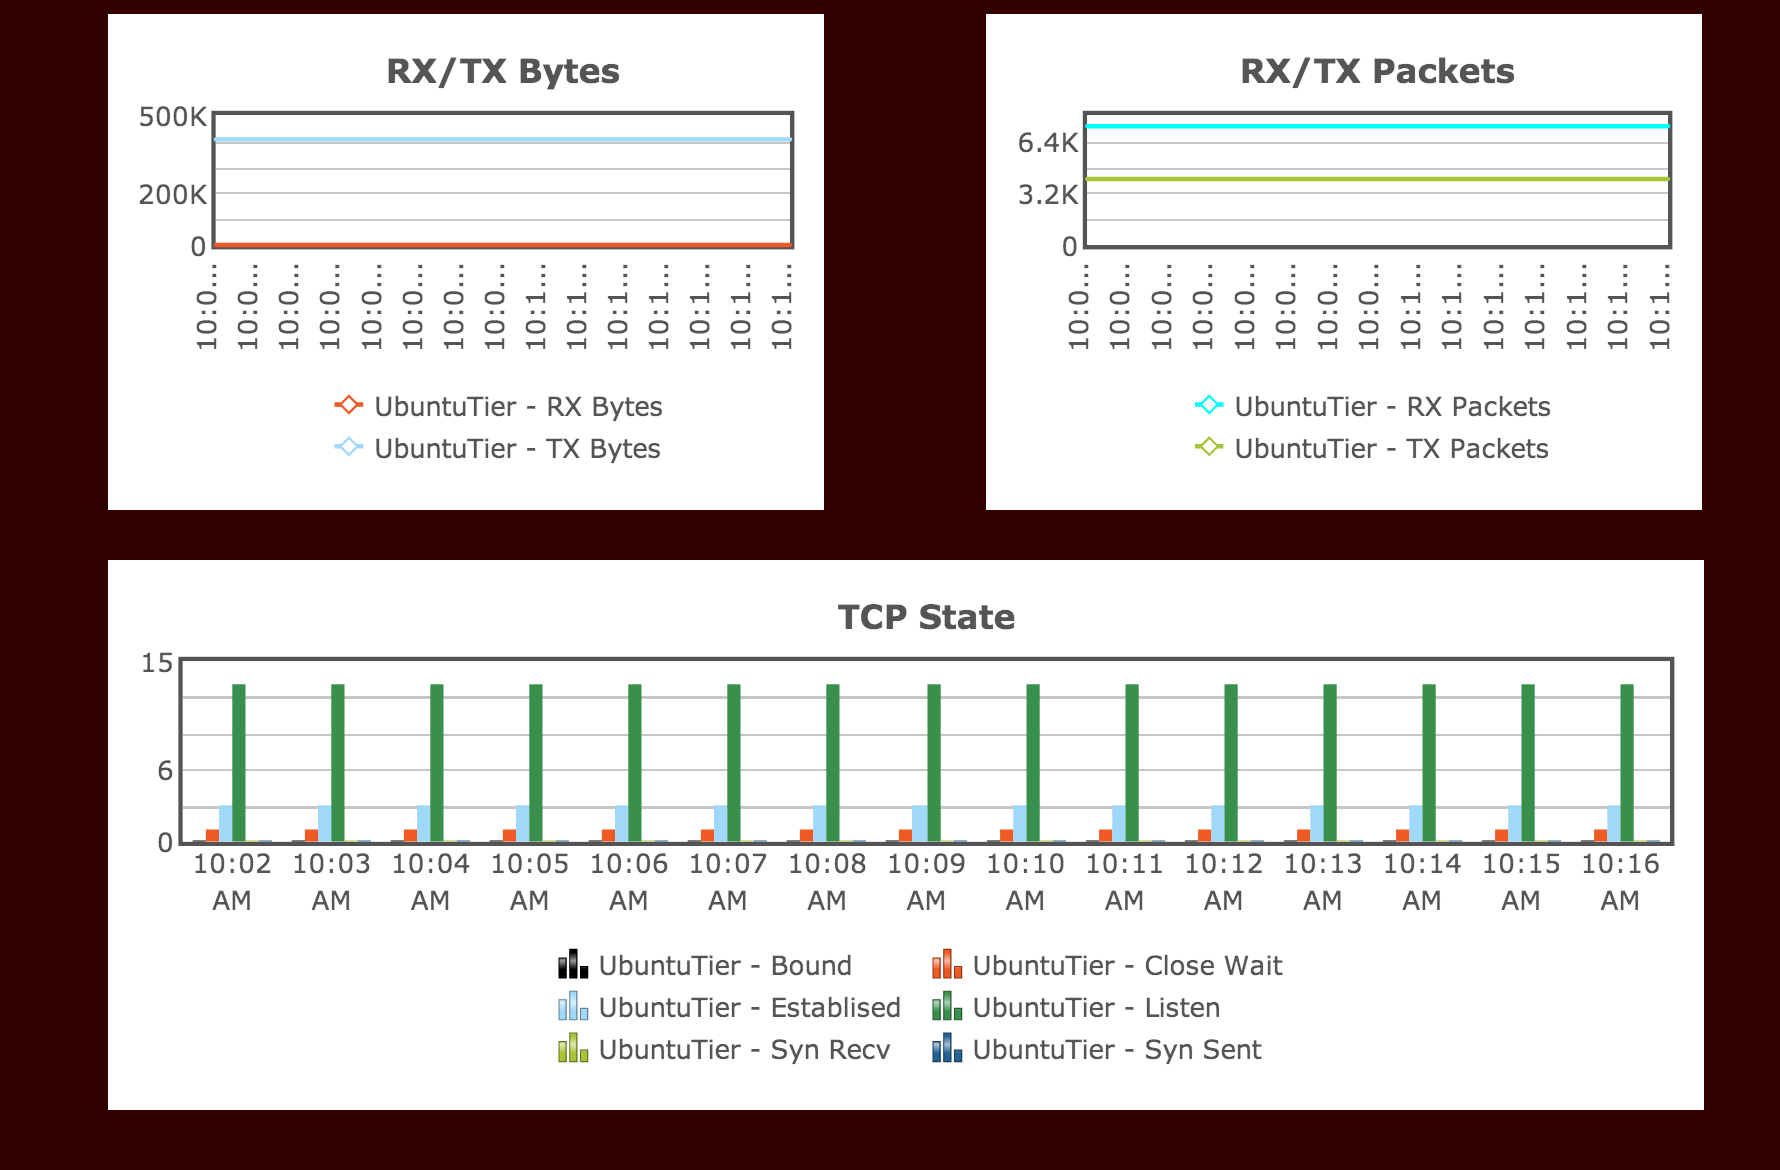 RX/TX Bytes
500K
200K
0
10:0... 10:0... 10:0... 10:0... 10:0... 10:0... 10:0... 10:0... 10:1... 10:1... 10:1... 10:1... 10:1... 10:1... 10:1...
UbuntuTier - RX Bytes
UbuntuTier - TX Bytes
RX/TX Packets
6.4K
3.2K
0
10:0... 10:0... 10:0... 10:0... 10:0... 10:0... 10:0... 10:0... 10:1... 10:1... 10:1... 10:1... 10:1... 10:1... 10:1...
UbuntuTier - RX Packets
UbuntuTier - TX Packets
TCP State
15
6
0
10:02 10:03 10:04 10:05 10:06 10:07 10:08 10:09 10:10 10:11 10:12 10:13 10:14 10:15 10:16
AM AM AM AM AM AM AM AM AM AM AM AM AM AM AM
UbuntuTier - Bound UbuntuTier - Close Wait
UbuntuTier - Establised UbuntuTier - Listen
UbuntuTier - Syn Recv UbuntuTier - Syn Sent